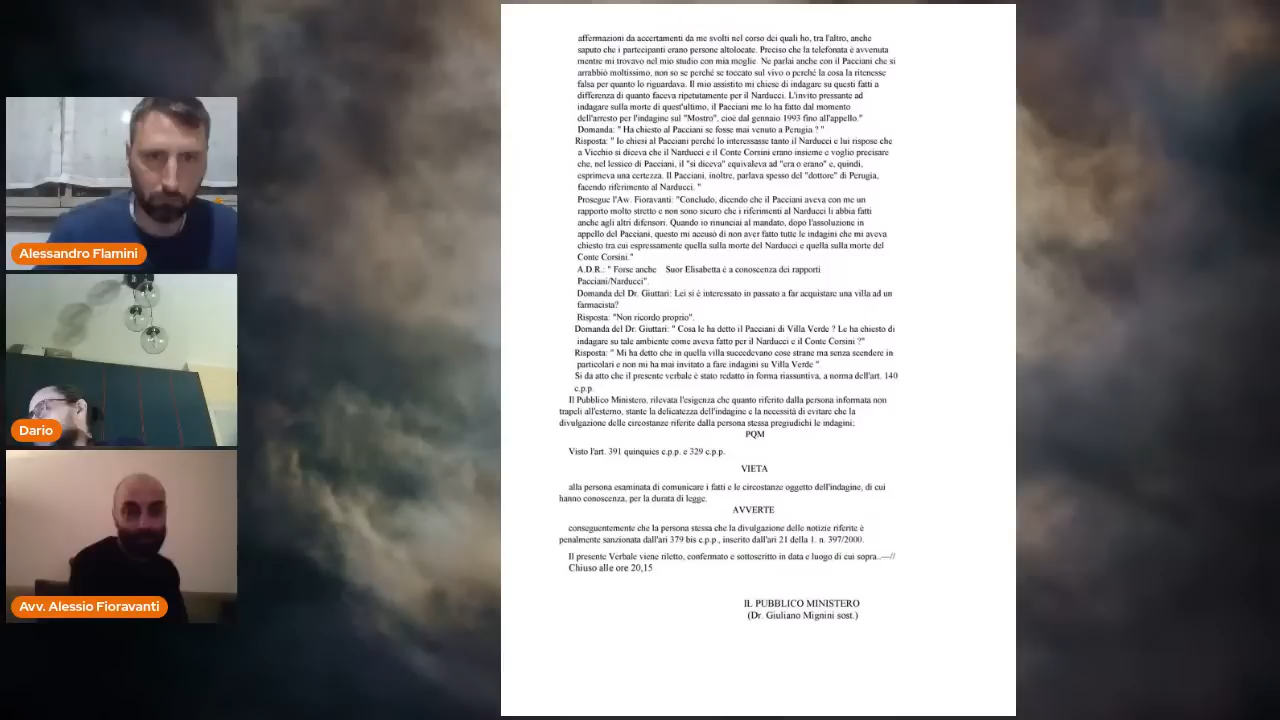 Alessandro Flamini
Dario
Avv. Alessio Fioravanti
affermazioni da accertamenti da me svolti nel corso dei quali ho, tra l'altro, anche
saputo che i partecipanti erano persone altolocate. Preciso che la telefonata è avvenuta
mentre mi trovavo nel mio studio con mia moglie. Ne parlai anche con il Pacciani che si
arrabbiò moltissimo, non so se perché se toccato sul vivo o perché la cosa la ritenesse
falsa per quanto lo riguardava. Il mio assistito mi chiese di indagare su questi fatti a
differenza di quanto faceva ripetutamente per il Narducci. L'invito pressante ad
indagare sulla morte di quest'ultimo, il Pacciani me lo ha fatto dal momento
dell'arresto per l'indagine sul "Mostro", cioè dal gennaio 1993 fino all'appello."
Domanda: " Ha chiesto al Pacciani se fosse mai venuto a Perugia ? "
Risposta: " Io chiesi al Pacciani perché lo interessasse tanto il Narducci e lui rispose che
a Vicchio si diceva che il Narducci e il Conte Corsini erano insieme e voglio precisare
che, nel lessico di Pacciani, il "si diceva" equivaleva ad "era o erano" e, quindi,
esprimeva una certezza. Il Pacciani, inoltre, parlava spesso del "dottore" di Perugia,
facendo riferimento al Narducci. "
Prosegue l'Aw. Fioravanti: "Concludo, dicendo che il Pacciani aveva con me un
rapporto molto stretto e non sono sicuro che i riferimenti al Narducci li abbia fatti
anche agli altri difensori. Quando io rinunciai al mandato, dopo l'assoluzione in
appello del Pacciani, questo mi accusò di non aver fatto tutte le indagini che mi aveva
chiesto tra cui espressamente quella sulla morte del Narducci e quella sulla morte del
Conte Corsini."
A.D.R.: " Forse anche Suor Elisabetta è a conoscenza dei rapporti
Pacciani/Narducci".
Domanda del Dr. Giuttari: Lei si è interessato in passato a far acquistare una villa ad un
farmacista?
Risposta: "Non ricordo proprio".
Domanda del Dr. Giuttari: " Cosa le ha detto il Pacciani di Villa Verde ? Le ha chiesto di
indagare su tale ambiente come aveva fatto per il Narducci e il Conte Corsini ?"
Risposta: " Mi ha detto che in quella villa succedevano cose strane ma senza scendere in
particolari e non mi ha mai invitato a fare indagini su Villa Verde "
Si dà atto che il presente verbale è stato redatto in forma riassuntiva, a norma dell'art. 140
c.p.p.
Il Pubblico Ministero, rilevata l'esigenza che quanto riferito dalla persona informata non
trapeli all'esterno, stante la delicatezza dell'indagine e la necessità di evitare che la
divulgazione delle circostanze riferite dalla persona stessa pregiudichi le indagini;
PQM
Visto l'art. 391 quinquies c.p.p. e 329 c.p.p.
VIETA
alla persona esaminata di comunicare i fatti e le circostanze oggetto dell'indagine, di cui
hanno conoscenza, per la durata di legge.
AVVERTE
conseguentemente che la persona stessa che la divulgazione delle notizie riferite è
penalmente sanzionata dall'ari 379 bis c.p.p., inserito dall'ari 21 della l. n. 397/2000.
Il presente Verbale viene riletto, confermato e sottoscritto in data e luogo di cui sopra..—//
Chiuso alle ore 20,15
IL PUBBLICO MINISTERO
(Dr. Giuliano Mignini sost.)